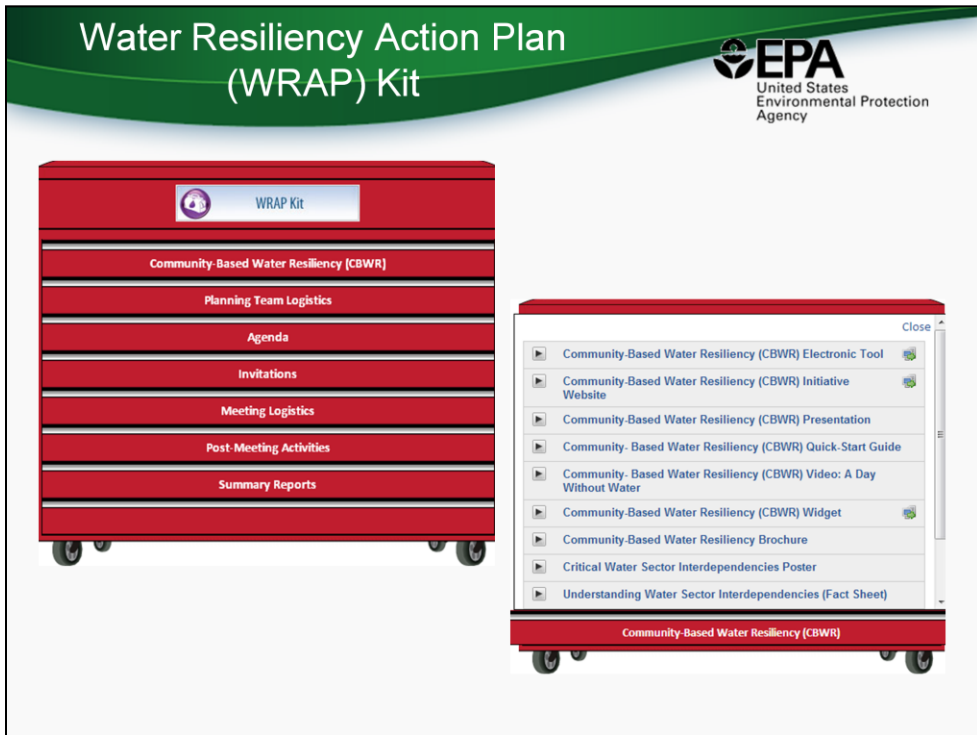 Water Resiliency Action Plan
(WRAP) Kit
EPA
United States
Environmental Protection
Agency
WRAP Kit
Community-Based Water Resiliency (CBWR)
Planning Team Logistics
Agenda
Invitations
Meeting Logistics
Post-Meeting Activities
Summary Reports
Close
Community-Based Water Resiliency (CBWR) Electronic Tool
Community-Based Water Resiliency (CBWR) Initiative
Website
Community-Based Water Resiliency (CBWR) Presentation
Community- Based Water Resiliency (CBWR) Quick-Start Guide
Community- Based Water Resiliency (CBWR) Video: A Day
Without Water
Community-Based Water Resiliency (CBWR) Widget
Community-Based Water Resiliency Brochure
Critical Water Sector Interdependencies Poster
Understanding Water Sector Interdependencies (Fact Sheet)
Community-Based Water Resiliency (CBWR)